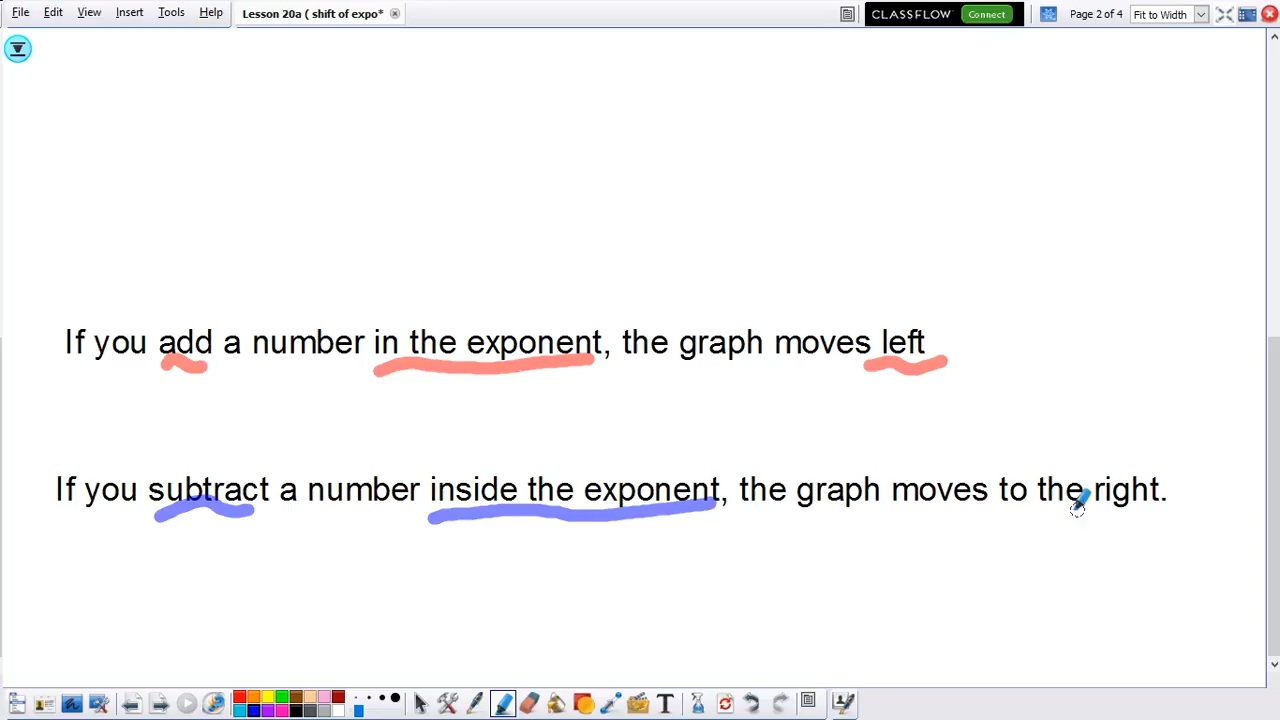 File Edit View Insert Tools Help Lesson 20a ( shift of expo* CLASSFLOW Connect Page 2 of 4 Fit to Width
If you add a number in the exponent, the graph moves left
If you subtract a number inside the exponent, the graph moves to the right.
T